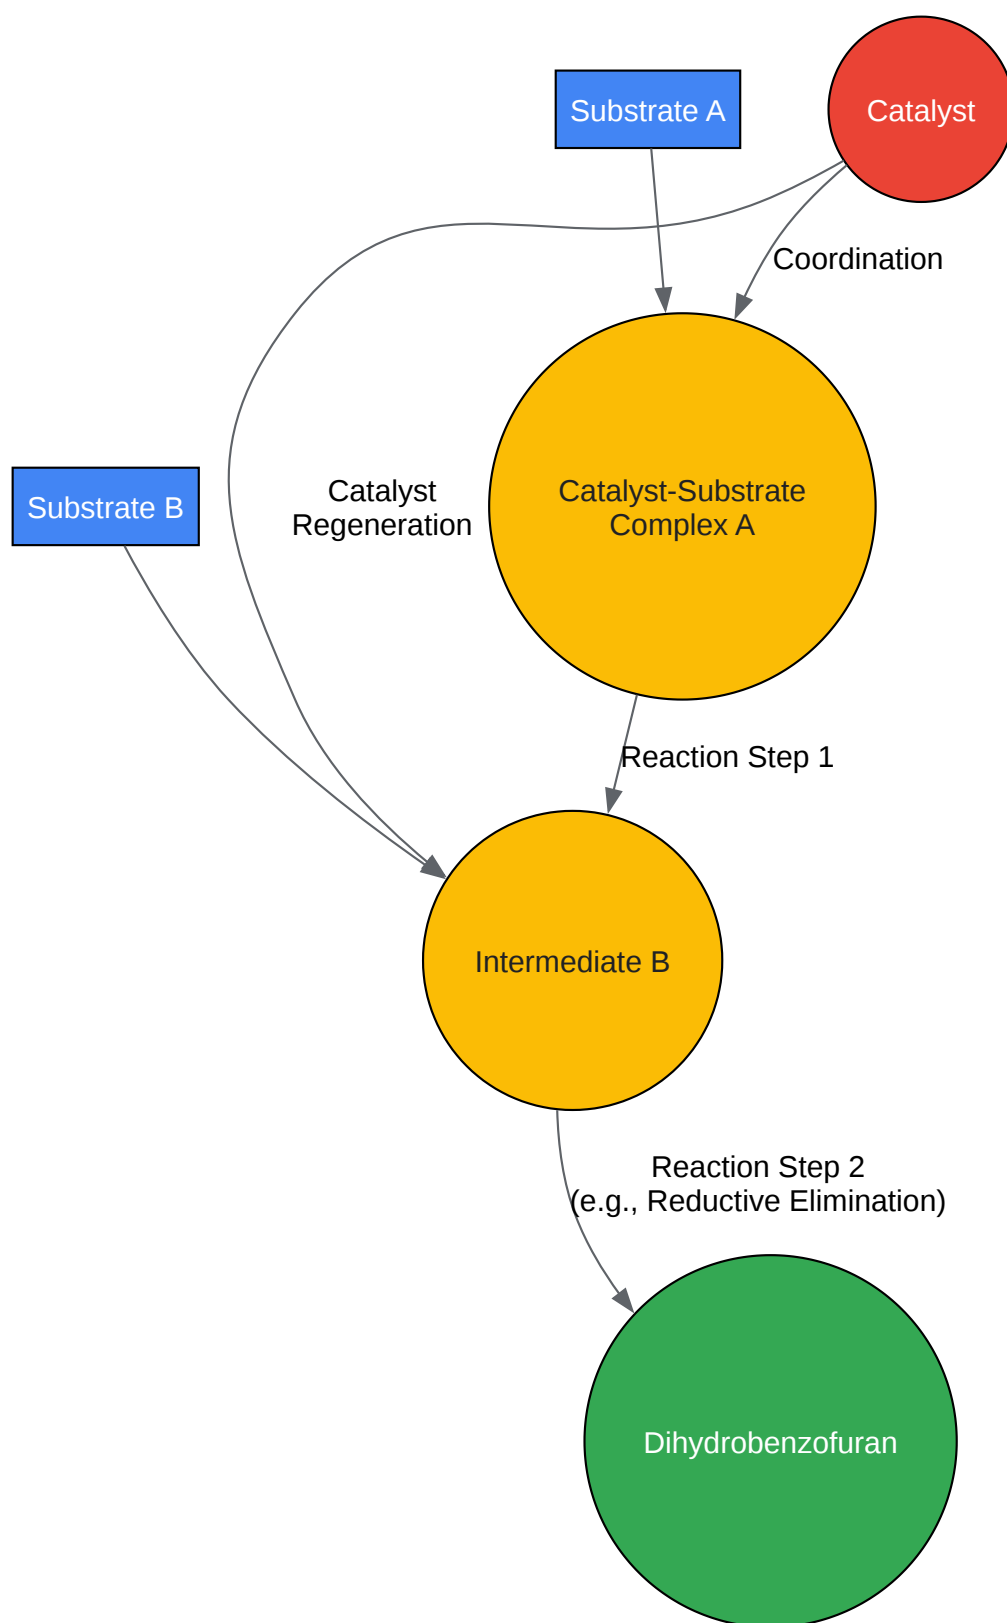 Substrate A
Catalyst
Coordination
Substrate B
Catalyst
Regeneration
Catalyst-Substrate
Complex A
Reaction Step 1
Intermediate B
Reaction Step 2
(e.g., Reductive Elimination)
Dihydrobenzofuran